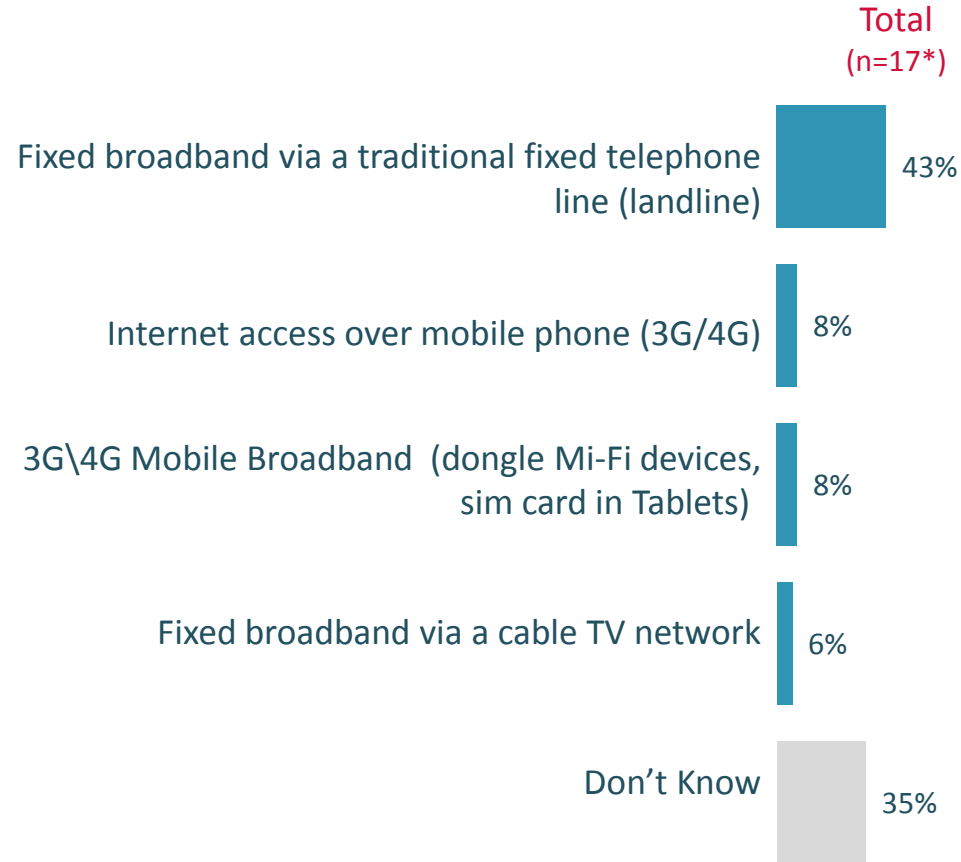 Total
(n=17*)
Fixed broadband via a traditional fixed telephone
line (landline)
43%
Internet access over mobile phone (3G/4G)
8%
3G\4G Mobile Broadband  (dongle Mi-Fi devices,
sim card in Tablets)
8%
Fixed broadband via a cable TV network
6%
Don’t Know
35%